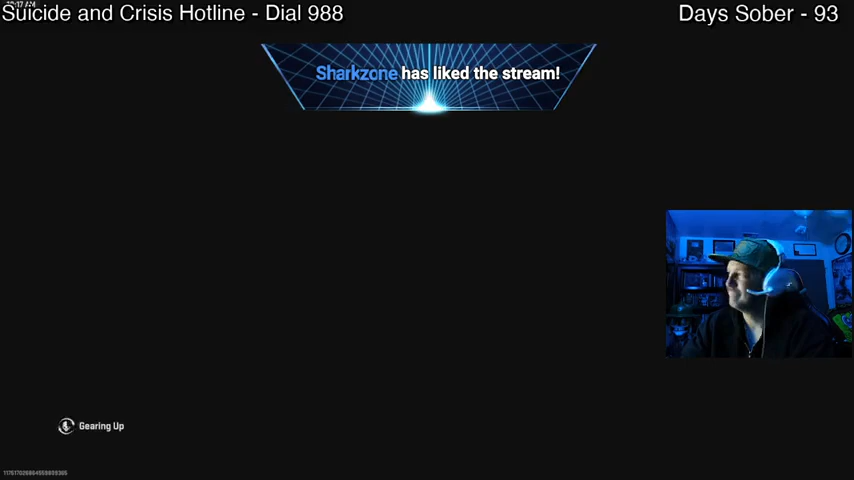 Suicide and Crisis Hotline - Dial 988
Days Sober - 93
Sharkzone has liked the stream!
Gearing Up